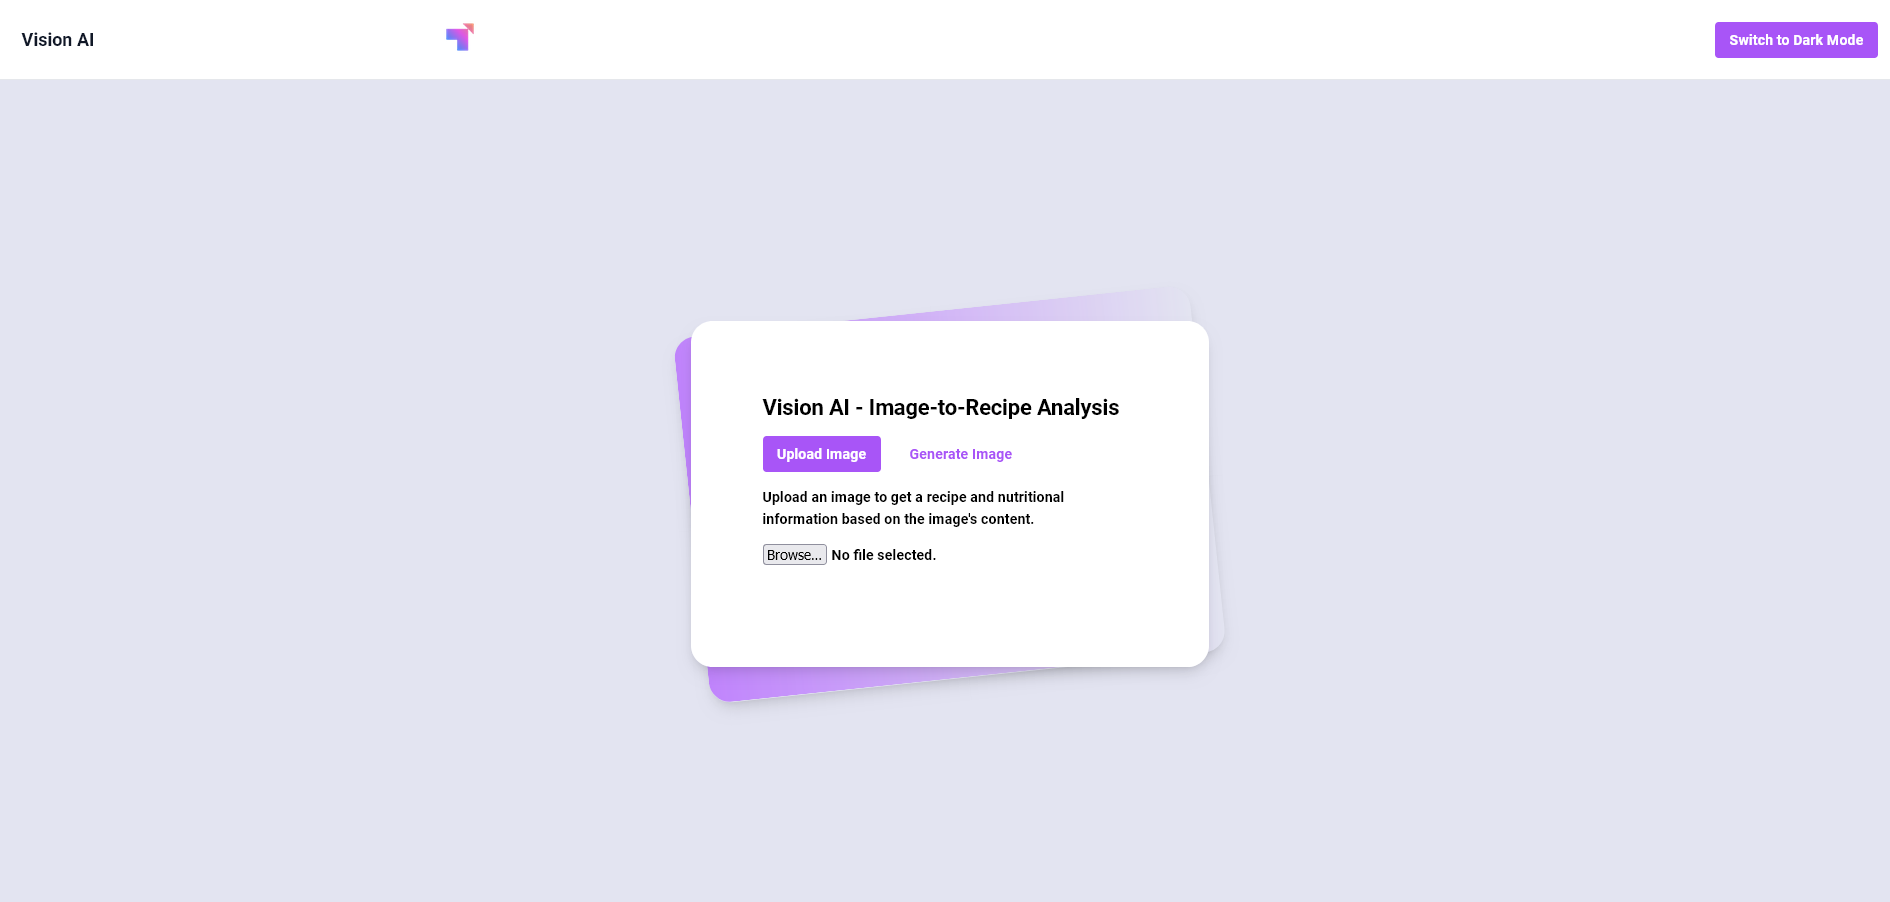 Vision AI
Switch to Dark Mode
Vision AI - Image-to-Recipe Analysis
Upload Image
Generate Image
Upload an image to get a recipe and nutritional
information based on the image's content.
Browse... No file selected.